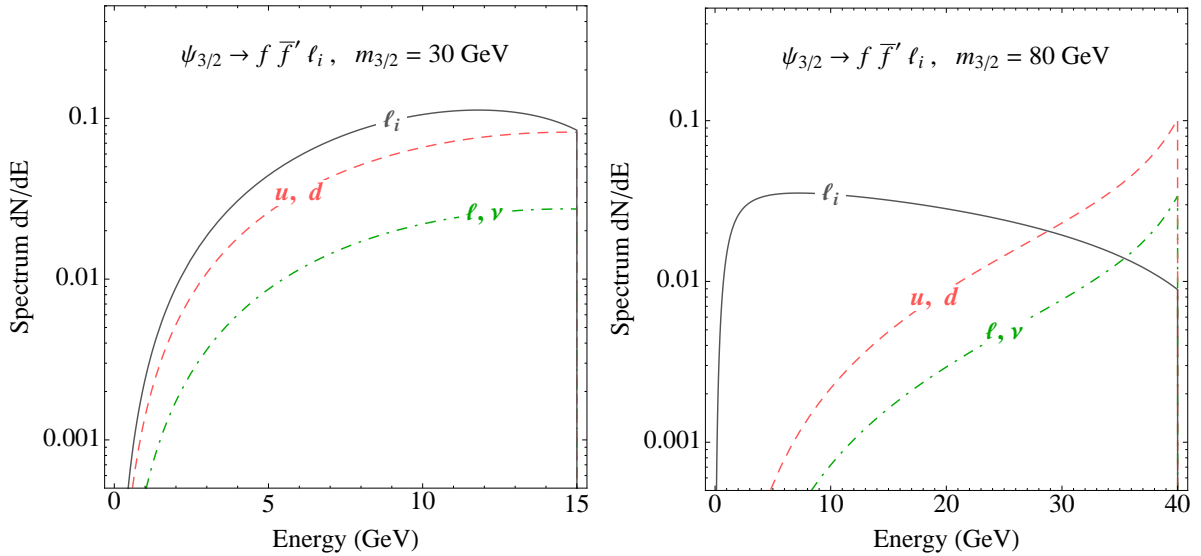 ψ3/2 → f f̅′ ℓi , m3/2 = 30 GeV
Spectrum dN/dE
0.1
0.01
0.001
ℓi
u, d
ℓ, ν
0 5 10 15
Energy (GeV)
ψ3/2 → f f̅′ ℓi , m3/2 = 80 GeV
Spectrum dN/dE
0.1
0.01
0.001
ℓi
u, d
ℓ, ν
0 10 20 30 40
Energy (GeV)